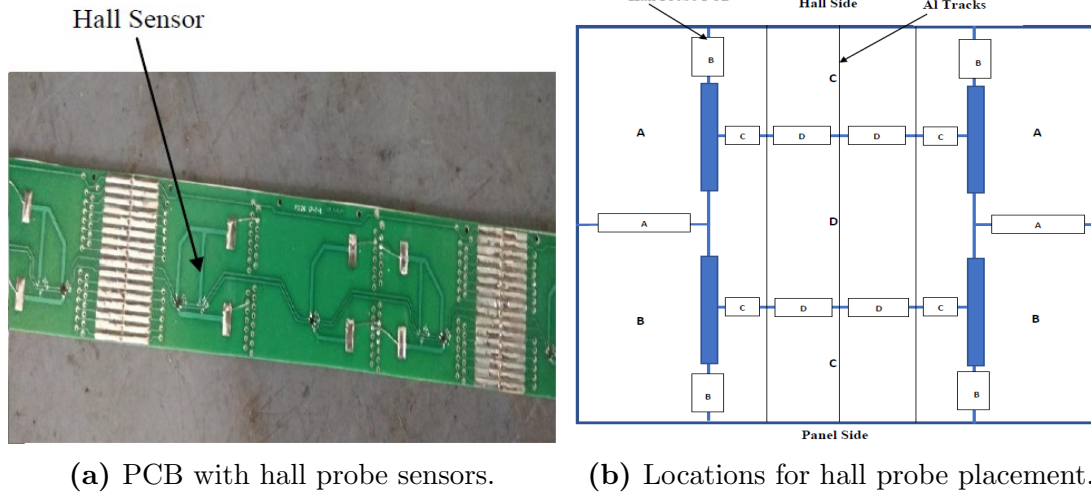 Hall Sensor
Hall Side
Al Tracks
B
B
C
A
A
C
D
D
C
A
D
A
C
D
D
C
B
B
C
B
B
Panel Side
(a) PCB with hall probe sensors.
(b) Locations for hall probe placement.